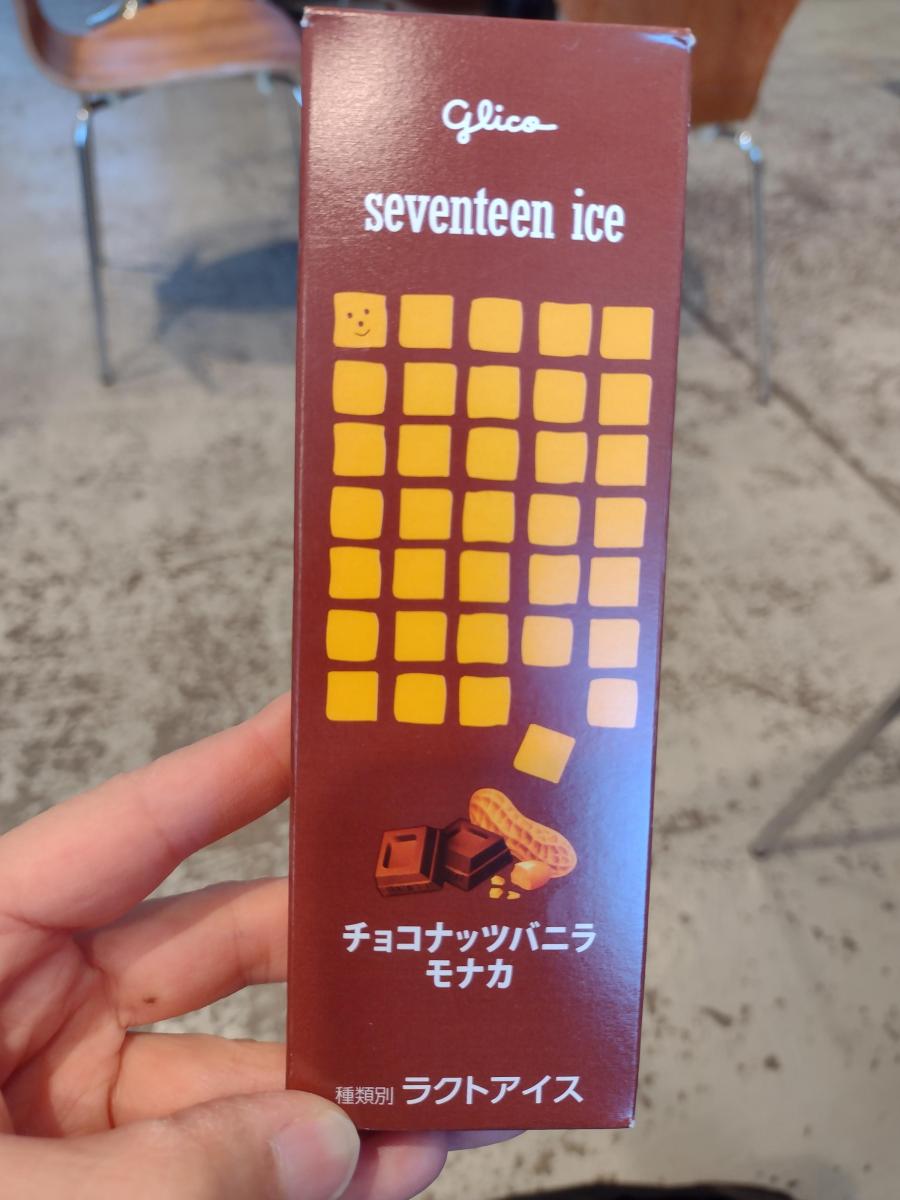 Glico
seventeen ice
チョコナッツバニラ
モナカ
種類別 ラクトアイス